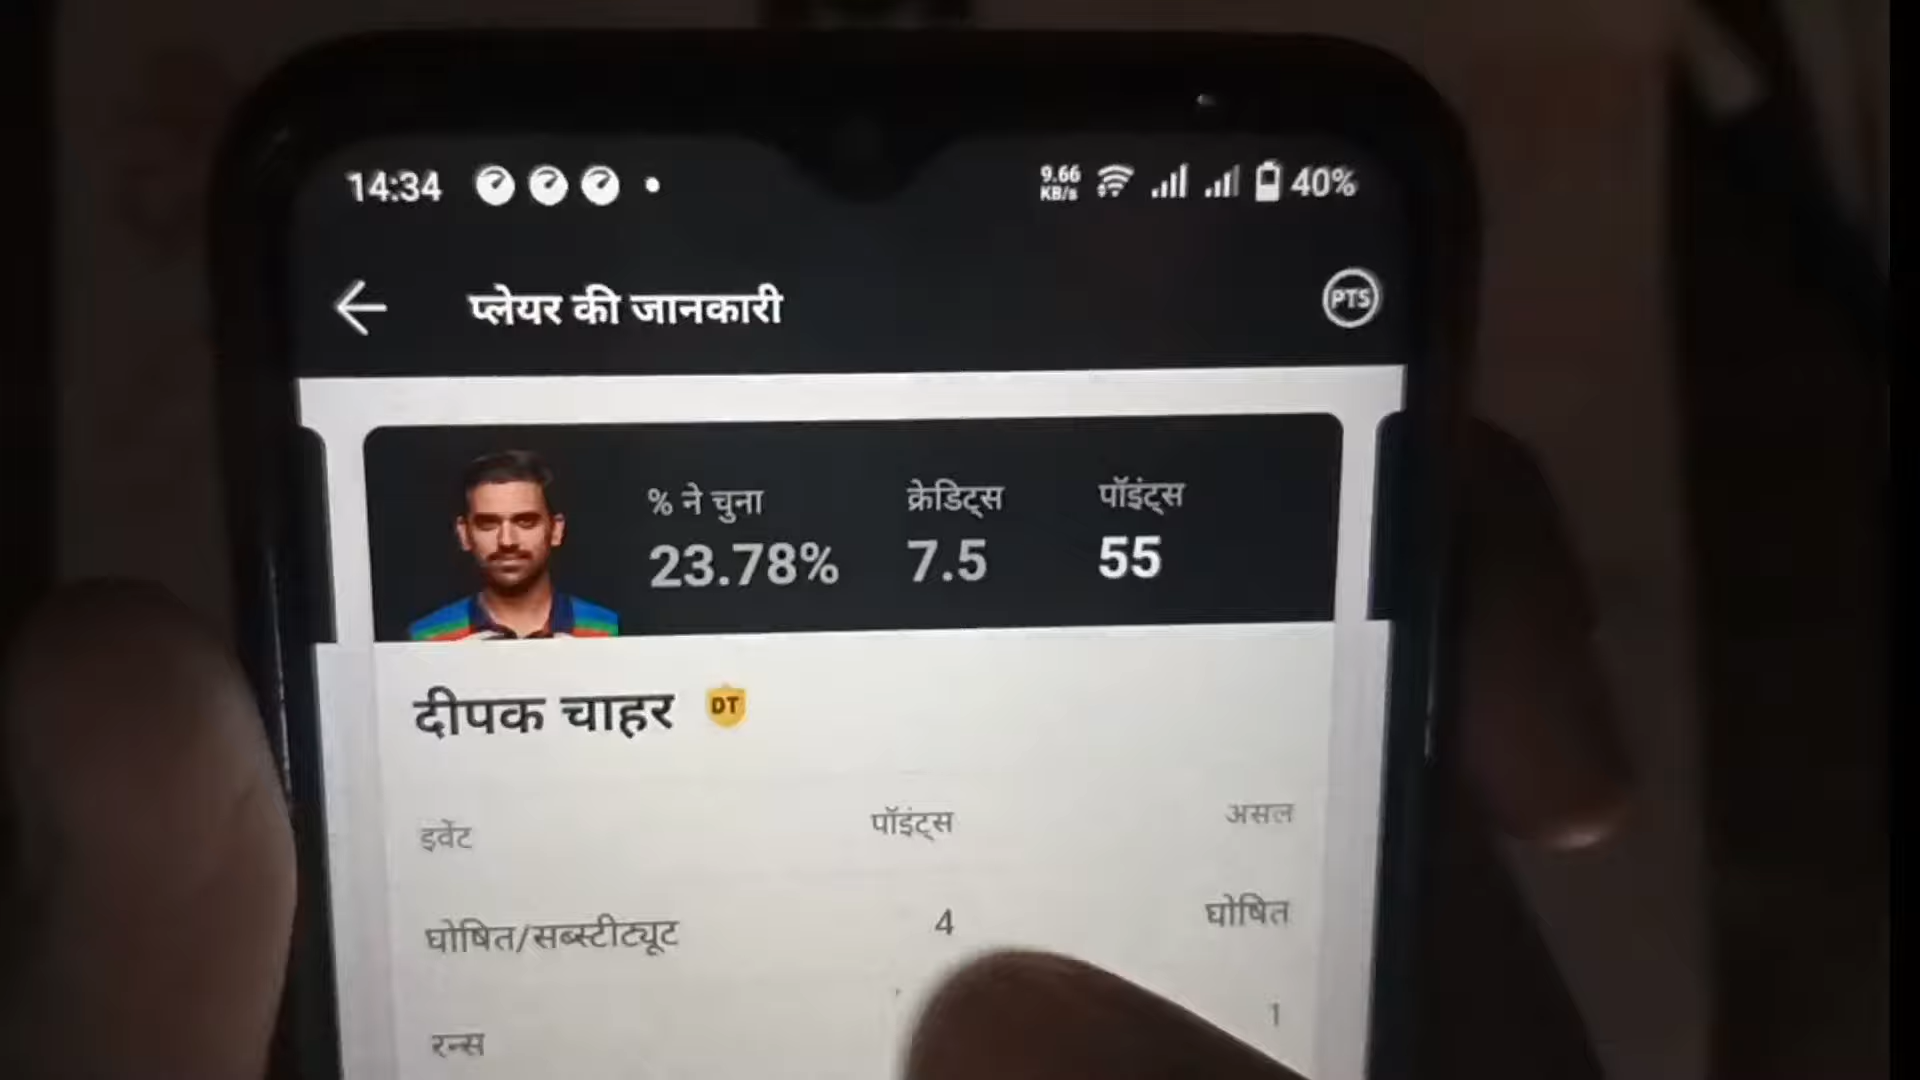 14:34 9.66 KB/s 40%
प्लेयर की जानकारी PTS
% ने चुना क्रेडिट्स पॉइंट्स
23.78% 7.5 55
दीपक चाहर DT
इवेंट पॉइंट्स असल
घोषित/सब्स्टीट्यूट 4 घोषित
रन्स 1